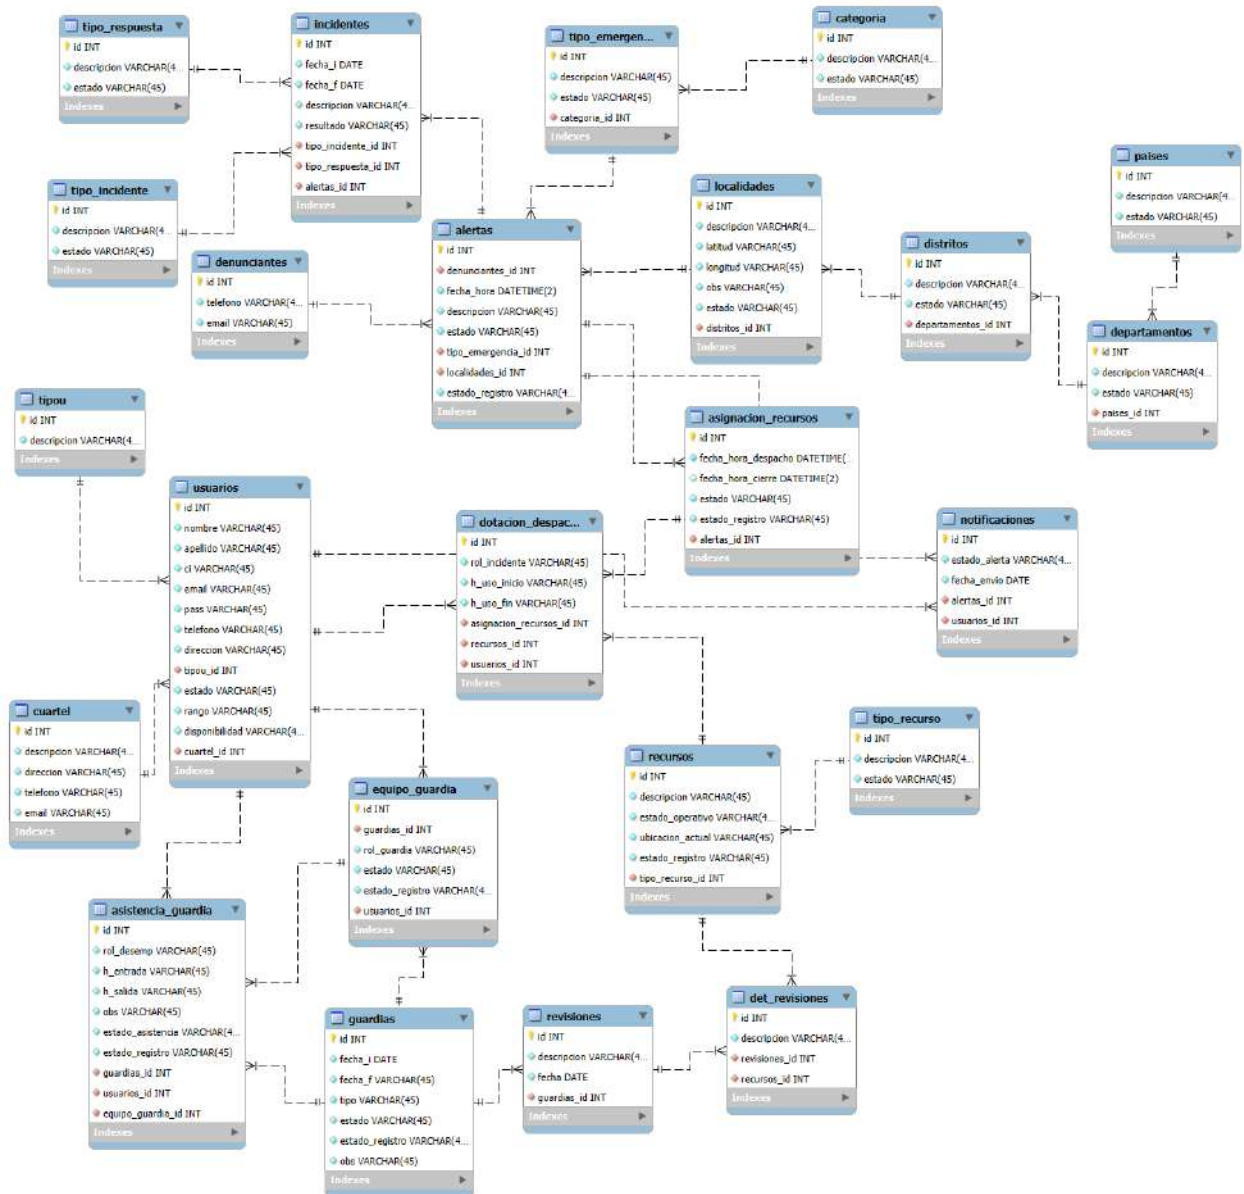 tipo_respuesta
id INT
descripcion VARCHAR(4...
estado VARCHAR(45)
Indexes
incidentes
id INT
fecha_i DATE
fecha_f DATE
descripcion VARCHAR(4...
resultado VARCHAR(45)
tipo_incidente_id INT
tipo_respuesta_id INT
alertas_id INT
Indexes
tipo_emergen...
id INT
descripcion VARCHAR(45)
estado VARCHAR(45)
categoria_id INT
Indexes
categoria
id INT
descripcion VARCHAR(4...
estado VARCHAR(45)
Indexes
paises
id INT
descripcion VARCHAR(4...
estado VARCHAR(45)
Indexes
tipo_incidente
id INT
descripcion VARCHAR(4...
estado VARCHAR(45)
Indexes
denunciantes
id INT
telefono VARCHAR(4...
email VARCHAR(45)
Indexes
alertas
id INT
denunciantes_id INT
fecha_hora DATETIME(2)
descripcion VARCHAR(45)
estado VARCHAR(45)
tipo_emergencia_id INT
localidades_id INT
estado_registro VARCHAR(4...
Indexes
localidades
id INT
descripcion VARCHAR(4...
latitud VARCHAR(45)
longitud VARCHAR(45)
obs VARCHAR(45)
estado VARCHAR(45)
distritos_id INT
Indexes
distritos
id INT
descripcion VARCHAR(4...
estado VARCHAR(45)
departamentos_id INT
Indexes
departamentos
id INT
descripcion VARCHAR(4...
estado VARCHAR(45)
paises_id INT
Indexes
tipou
id INT
descripcion VARCHAR(4...
Indexes
usuarios
id INT
nombre VARCHAR(45)
apellido VARCHAR(45)
ci VARCHAR(45)
email VARCHAR(45)
pass VARCHAR(45)
telefono VARCHAR(45)
direccion VARCHAR(45)
tipou_id INT
estado VARCHAR(45)
rango VARCHAR(45)
disponibilidad VARCHAR(4...
cuartel_id INT
Indexes
asignacion_recursos
id INT
fecha_hora_despacho DATETIME(
fecha_hora_cierre DATETIME(2)
estado VARCHAR(45)
estado_registro VARCHAR(45)
alertas_id INT
Indexes
dotacion_despac...
id INT
rol_incidente VARCHAR(45)
h_uso_inicio VARCHAR(45)
h_uso_fin VARCHAR(45)
asignacion_recursos_id INT
recursos_id INT
usuarios_id INT
Indexes
notificaciones
id INT
estado_alerta VARCHAR(4...
fecha_envio DATE
alertas_id INT
usuarios_id INT
Indexes
cuartel
id INT
descripcion VARCHAR(4...
direccion VARCHAR(45)
telefono VARCHAR(45)
email VARCHAR(45)
Indexes
equipo_guardia
id INT
guardias_id INT
rol_guardia VARCHAR(45)
estado VARCHAR(45)
estado_registro VARCHAR(4...
usuarios_id INT
Indexes
recursos
id INT
descripcion VARCHAR(45)
estado_operativo VARCHAR(4...
ubicacion_actual VARCHAR(45)
estado_registro VARCHAR(45)
tipo_recurso_id INT
Indexes
tipo_recurso
id INT
descripcion VARCHAR(4...
estado VARCHAR(45)
Indexes
asistencia_guardia
id INT
rol_desemp VARCHAR(45)
h_entrada VARCHAR(45)
h_salida VARCHAR(45)
obs VARCHAR(45)
estado_asistencia VARCHAR(4...
estado_registro VARCHAR(45)
guardias_id INT
usuarios_id INT
equipo_guardia_id INT
Indexes
guardias
id INT
fecha_i DATE
fecha_f VARCHAR(45)
tipo VARCHAR(45)
estado VARCHAR(45)
estado_registro VARCHAR(4...
obs VARCHAR(45)
Indexes
revisiones
id INT
descripcion VARCHAR(4...
fecha DATE
guardias_id INT
Indexes
det_revisiones
id INT
descripcion VARCHAR(4...
revisiones_id INT
recursos_id INT
Indexes